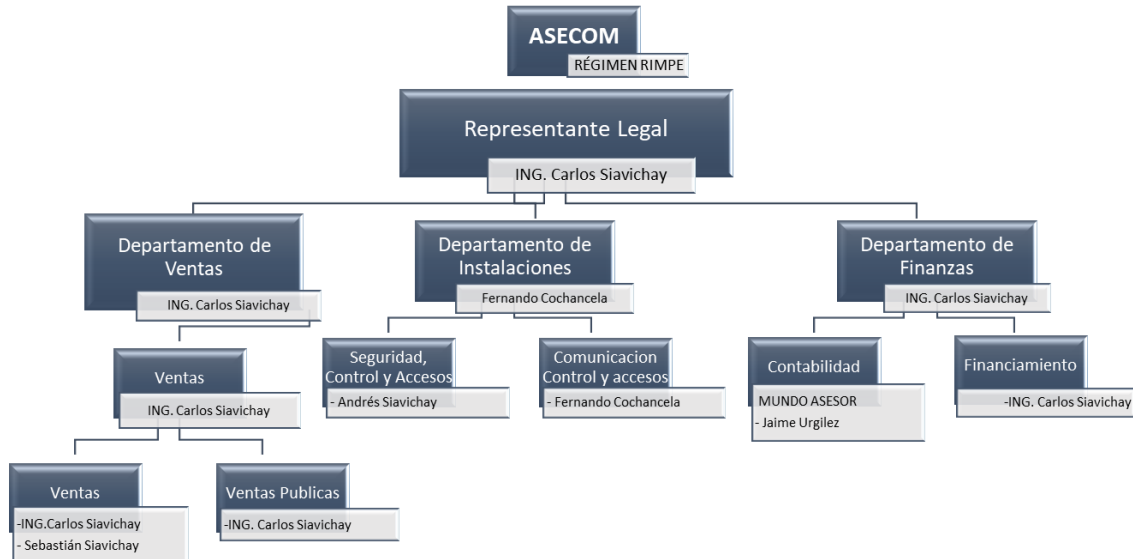 ASECOM
RÉGIMEN RIMPE
Representante Legal
ING. Carlos Siavichay
Departamento de
Ventas
ING. Carlos Siavichay
Departamento de
Instalaciones
Fernando Cochancela
Departamento de
Finanzas
ING. Carlos Siavichay
Ventas
ING. Carlos Siavichay
Seguridad,
Control y Accesos
- Andrés Siavichay
Comunicacion
Control y accesos
- Fernando Cochancela
Contabilidad
MUNDO ASESOR
- Jaime Urgilez
Financiamiento
-ING. Carlos Siavichay
Ventas
-ING.Carlos Siavichay
- Sebastián Siavichay
Ventas Publicas
-ING. Carlos Siavichay